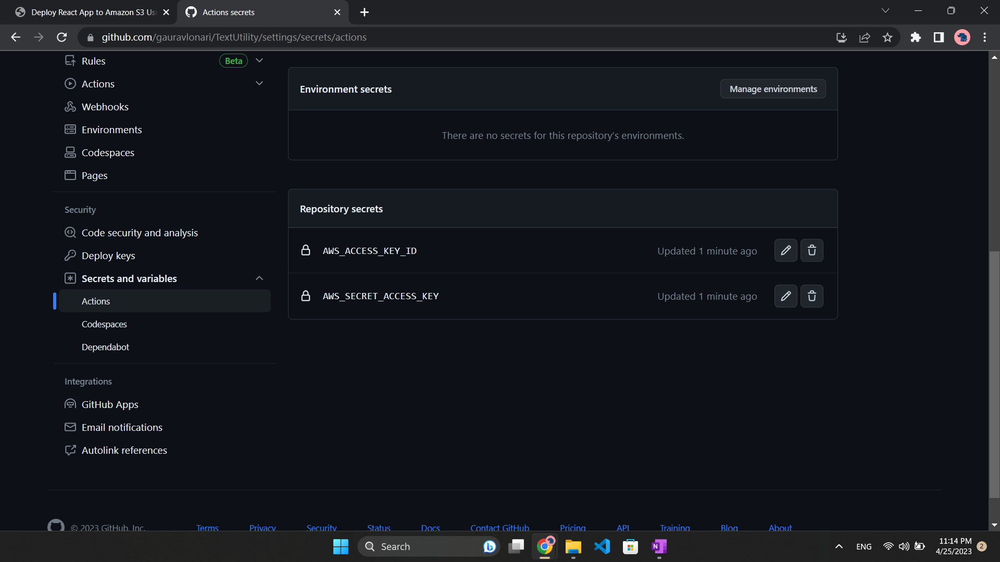 Deploy React App to Amazon S3 Usi
Actions secrets
github.com/gauravlonari/TextUtility/settings/secrets/actions
Rules
Beta
Actions
Webhooks
Environments
Codespaces
Pages
Security
Code security and analysis
Deploy keys
Secrets and variables
Actions
Codespaces
Dependabot
Integrations
GitHub Apps
Email notifications
Autolink references
Environment secrets
Manage environments
There are no secrets for this repository’s environments.
Repository secrets
AWS_ACCESS_KEY_ID
Updated 1 minute ago
AWS_SECRET_ACCESS_KEY
Updated 1 minute ago
© 2023 GitHub, Inc.
Terms
Privacy
Security
Status
Docs
Contact GitHub
Pricing
API
Training
Blog
About
Search
N
ENG
11:14 PM
4/25/2023
2